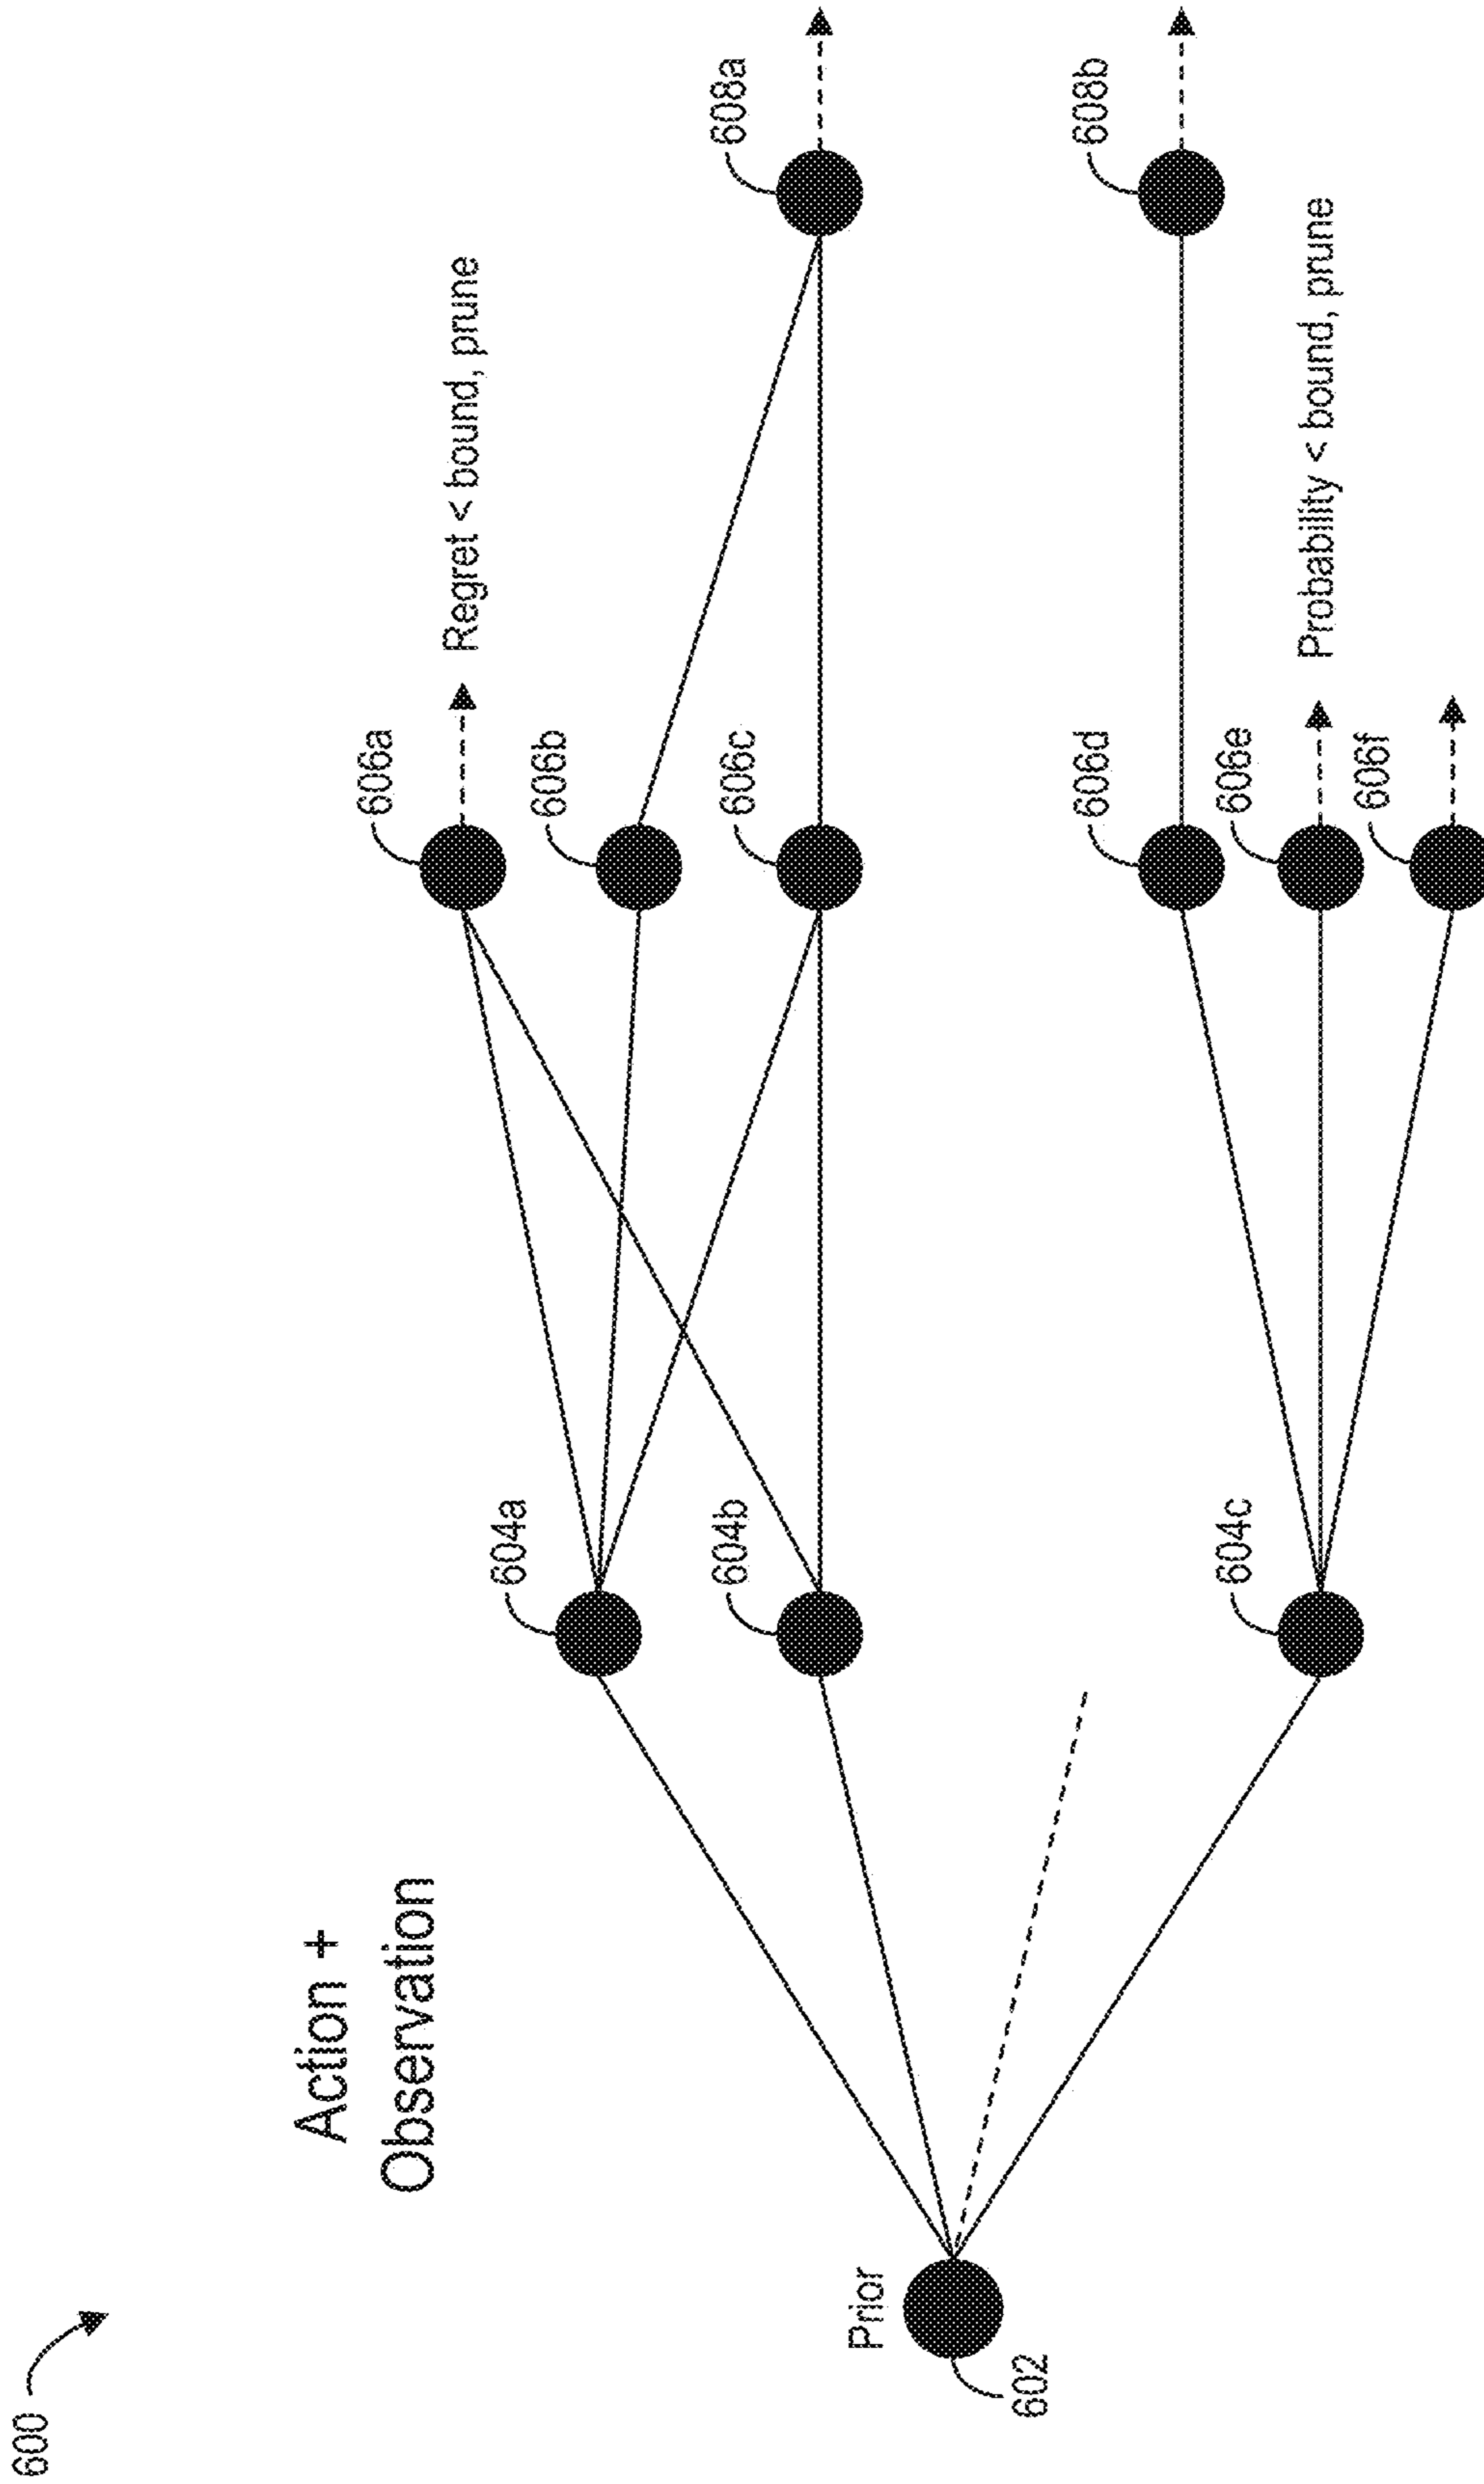 600
Action +
Observation
Prior
602
604a
604b
604c
606a
Regret < bound, prune
606b
606c
606d
606e
Probability < bound, prune
606f
608a
608b